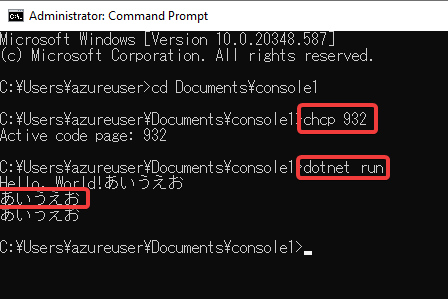 Administrator: Command Prompt
Microsoft Windows [Version 10.0.20348.587]
(c) Microsoft Corporation. All rights reserved.
C:¥Users¥azureuser>cd Documents¥console1
C:¥Users¥azureuser¥Documents¥console1>chcp 932
Active code page: 932
C:¥Users¥azureuser¥Documents¥console1>dotnet run
Hello, World!あいうえお
あいうえお
あいうえお
C:¥Users¥azureuser¥Documents¥console1>